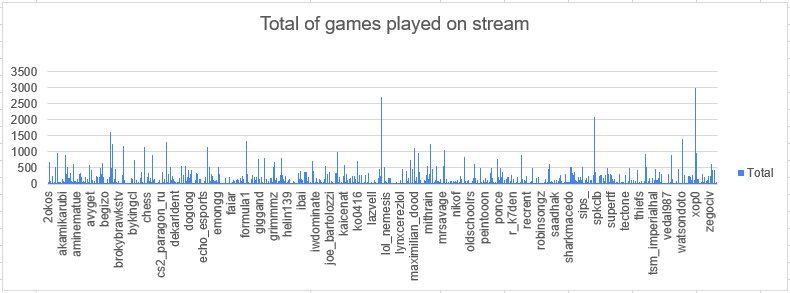 Total of games played on stream
3500
3000
2500
2000
1500
1000
500
0
Total
2okos
akamikarubi
aminematue
avyget
begizo
brokybrawkstv
bykingcl
chess
cs2_paragon_ru
dekarldent
dogdog
echo_esports
emongg
faiar
formula1
giggand
grimmmz
helin139
ibai
iwdominate
joe_bartolozzi
kaicenat
ko0416
lazvell
lol_nemesis
lynxcerezlol
maximilian_dood
mithrain
mrsavage
nikof
oldschoolrs
peintooon
ponce
r_k7den
recrent
robinsongz
saadhak
sharkmacedo
sips_
spkdb
superttf
tectone
thiefs
tsm_imperialhal
vedal987
watsondoto
xop0
zegociv